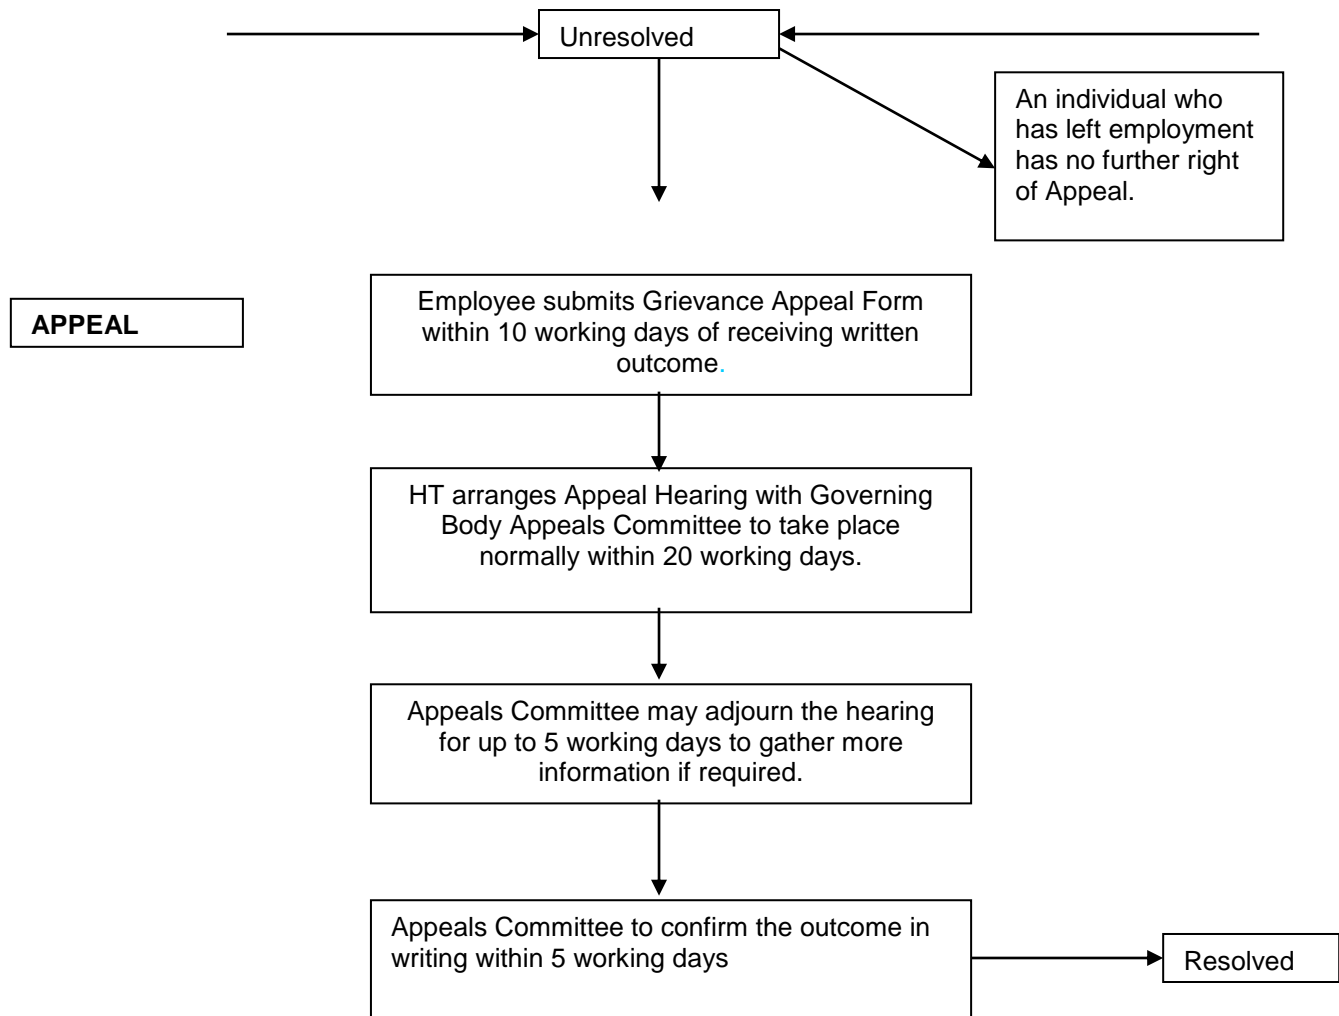 Unresolved
An individual who
has left employment
has no further right
of Appeal.
APPEAL
Employee submits Grievance Appeal Form
within 10 working days of receiving written
outcome.
HT arranges Appeal Hearing with Governing
Body Appeals Committee to take place
normally within 20 working days.
Appeals Committee may adjourn the hearing
for up to 5 working days to gather more
information if required.
Appeals Committee to confirm the outcome in
writing within 5 working days
Resolved